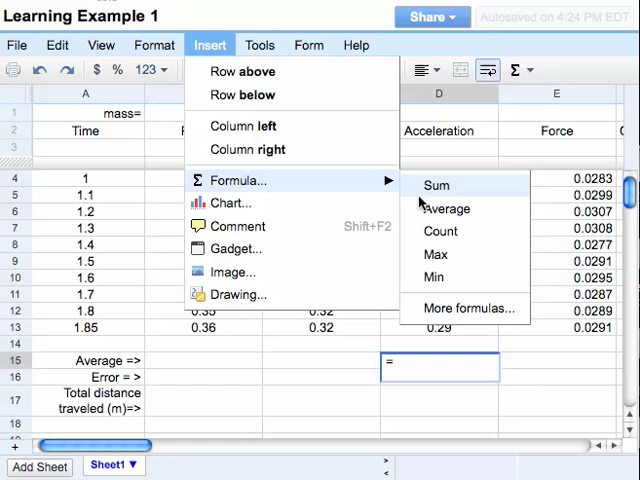 Learning Example 1
Share
Autosaved on 4:24 PM EVERNOTE
File Edit View Format Insert Tools Form Help
$ % 123 Σ
Row above
Row below
Column left
Column right
Σ Formula...
Chart...
Comment Shift+F2
Gadget...
Image...
Drawing...
Sum
Average
Count
Max
Min
More formulas...
A D E
1 mass=
2 Time Acceleration Force
3
4 1 0.0283
5 1.1 0.0299
6 1.2 0.0307
7 1.3 0.0308
8 1.4 0.0277
9 1.5 0.0291
10 1.6 0.0295
11 1.7 0.0287
12 1.8 0.35 0.32 0.0289
13 1.85 0.36 0.32 0.29 0.0291
14
15 Average => =
16 Error = >
17 Total distance
traveled (m)=>
18
+
Add Sheet Sheet1